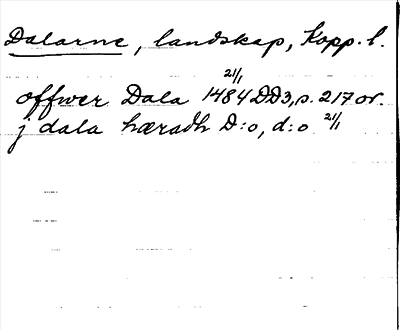 Dalarne, landskap, Kopp. l.
offwer Dala 21/1 1484 DD3, s. 217 or.
j dala hæradh D:o, d:o 21/1